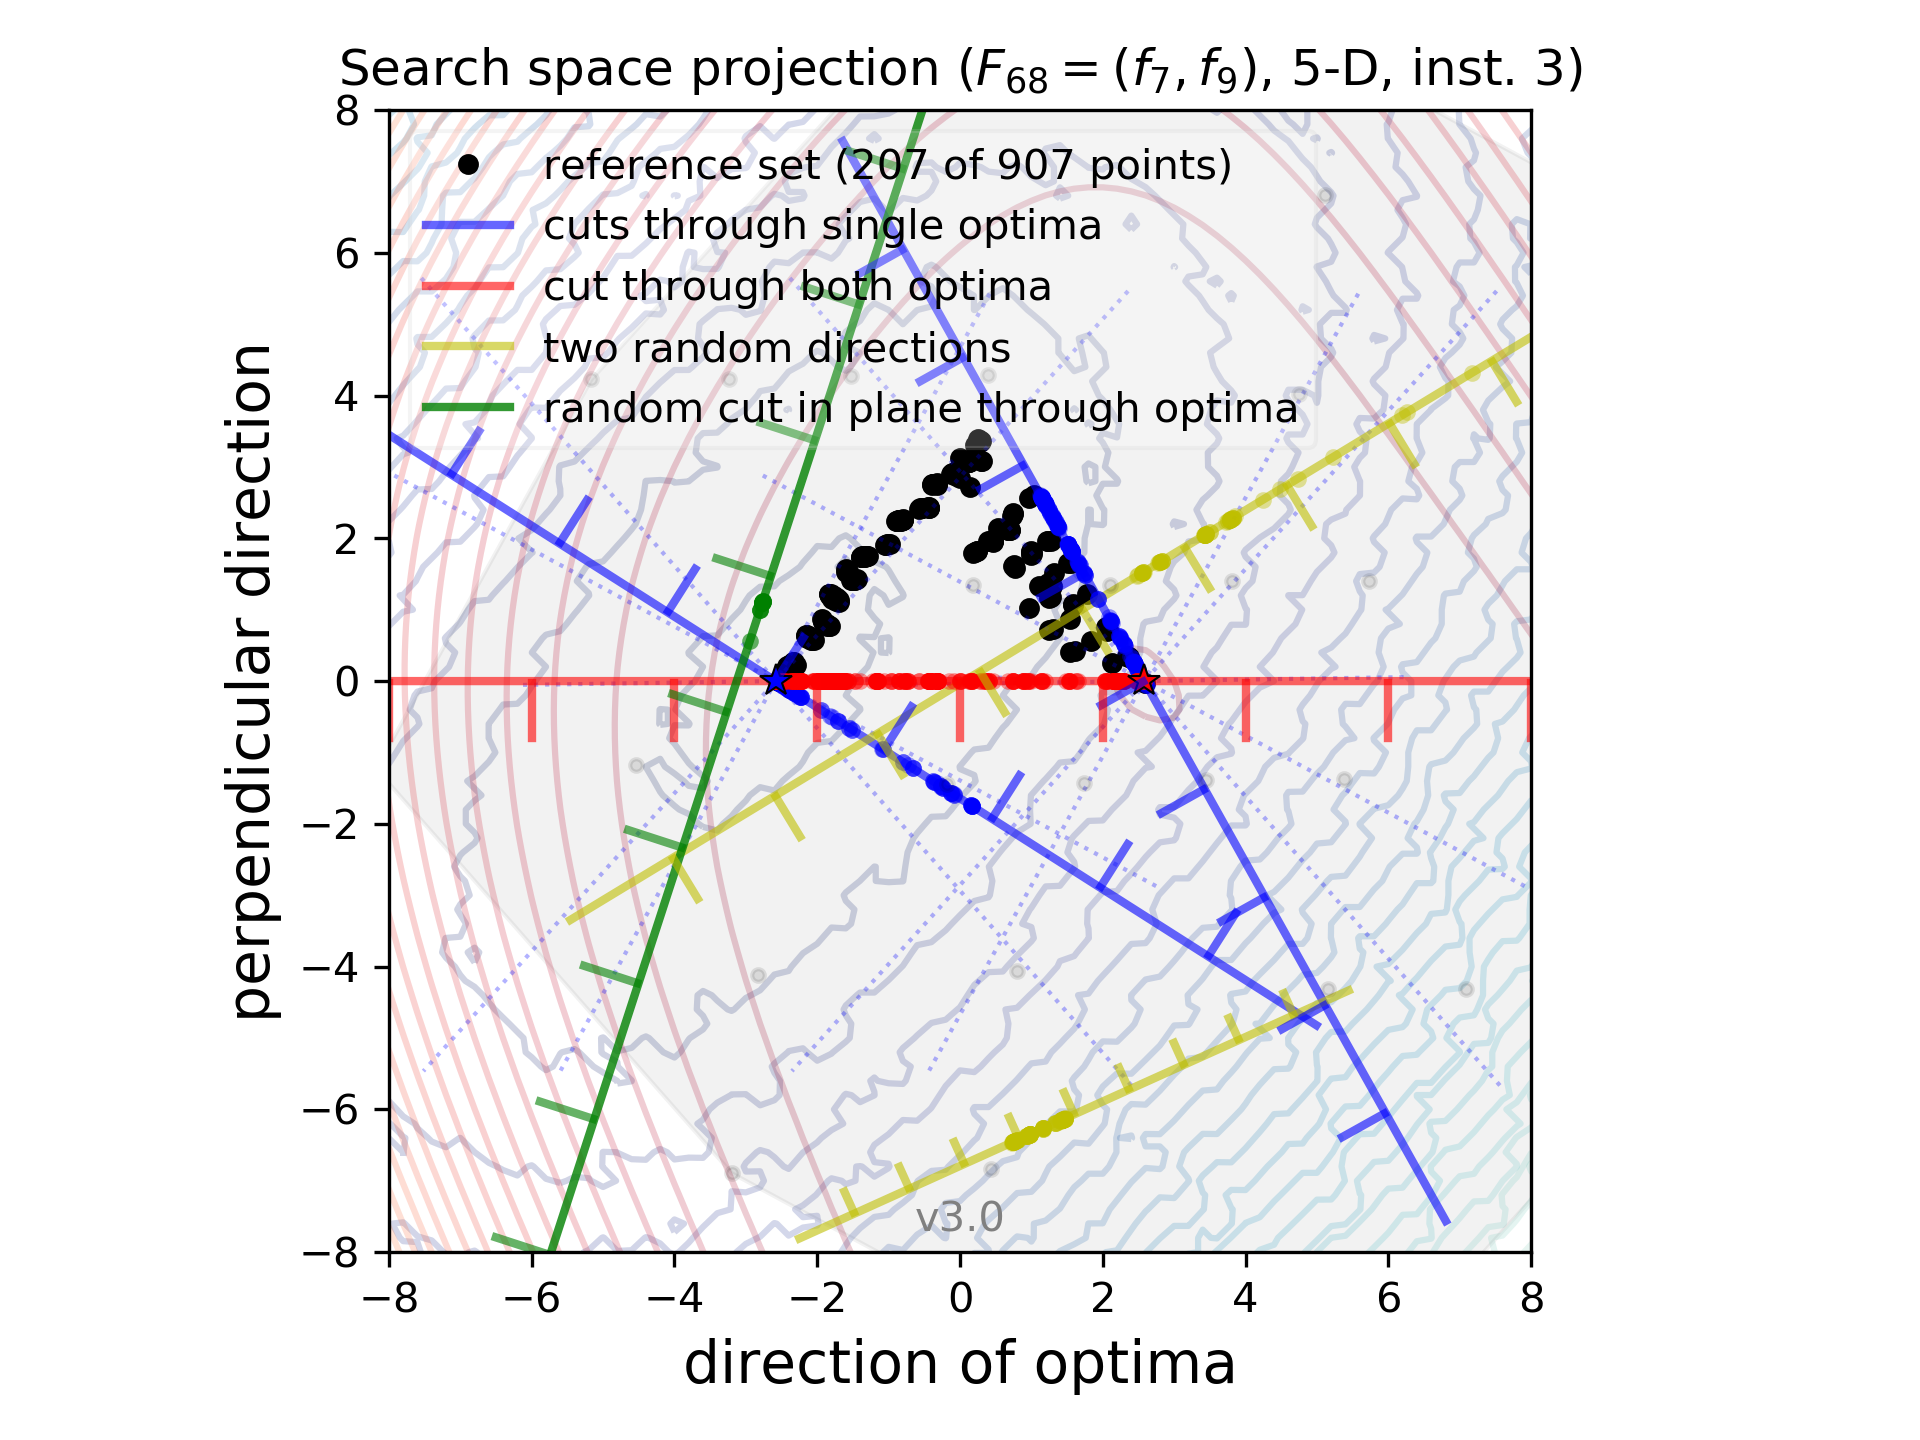 Search space projection (F68 = (f7, f9), 5-D, inst. 3)
8
6
4
2
0
−2
−4
−6
−8
perpendicular direction
reference set (207 of 907 points)
cuts through single optima
cut through both optima
two random directions
random cut in plane through optima
v3.0
−8 −6 −4 −2 0 2 4 6 8
direction of optima